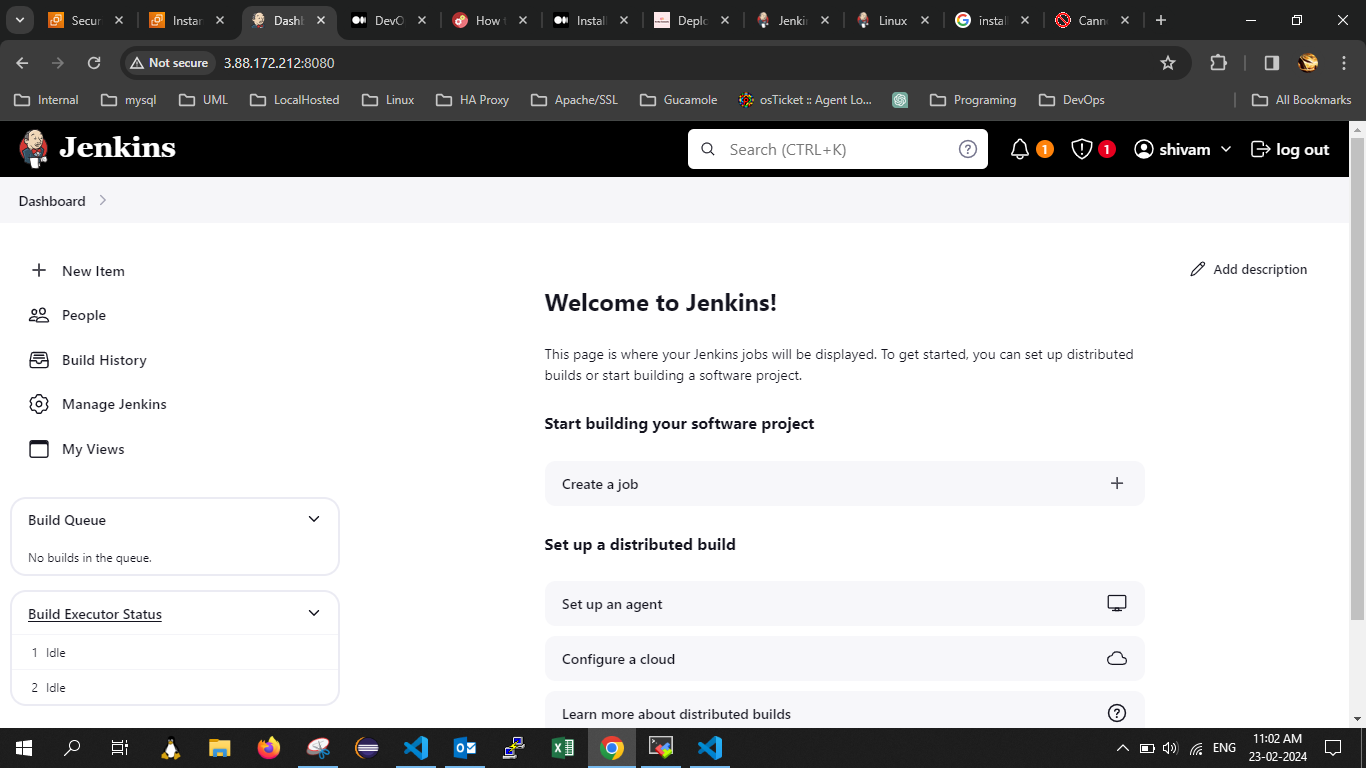 Secur
Instan
Dashb
DevO
How t
Install
Deplo
Jenki
Linux
instal
Canno
Not secure 3.88.172.212:8080
Internal mysql UML LocalHosted Linux HA Proxy Apache/SSL Gucamole osTicket :: Agent Lo... Programing DevOps All Bookmarks
Jenkins Search (CTRL+K) 1 1 shivam log out
Dashboard
New Item
People
Build History
Manage Jenkins
My Views
Build Queue
No builds in the queue.
Build Executor Status
1 Idle
2 Idle
Add description
Welcome to Jenkins!
This page is where your Jenkins jobs will be displayed. To get started, you can set up distributed
builds or start building a software project.
Start building your software project
Create a job
Set up a distributed build
Set up an agent
Configure a cloud
Learn more about distributed builds
ENG
11:02 AM
23-02-2024